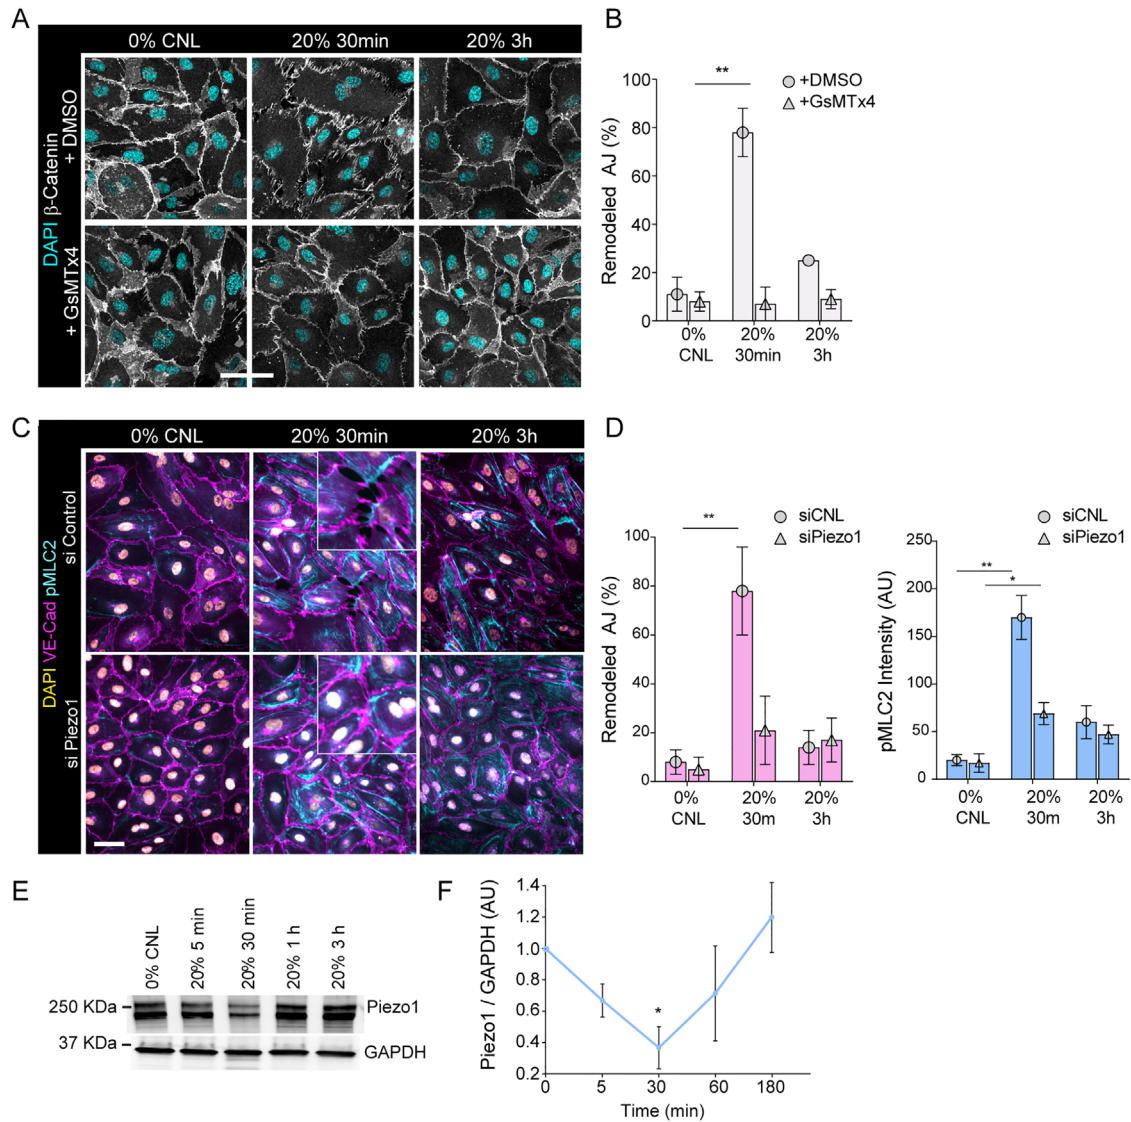 A
0% CNL
20% 30min
20% 3h
DAPI β-Catenin
+ DMSO
+ GsMTx4
B
Remodeled AJ (%)
100
80
60
40
20
0
**
+DMSO
+GsMTx4
0%
CNL
20%
30min
20%
3h
C
0% CNL
20% 30min
20% 3h
DAPI VE-Cad pMLC2
si Control
si Piezo1
D
Remodeled AJ (%)
100
80
60
40
20
0
**
siCNL
siPiezo1
0%
CNL
20%
30m
20%
3h
pMLC2 Intensity (AU)
250
200
150
100
50
0
**
*
siCNL
siPiezo1
0%
CNL
20%
30m
20%
3h
E
0% CNL
20% 5 min
20% 30 min
20% 1 h
20% 3 h
250 KDa
Piezo1
37 KDa
GAPDH
F
Piezo1 / GAPDH (AU)
1.4
1.2
1.0
0.8
0.6
0.4
0.2
*
0
5
30
60
180
Time (min)